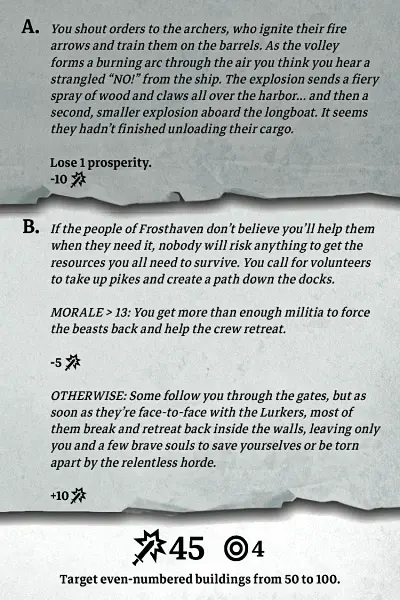 A. You shout orders to the archers, who ignite their fire
arrows and train them on the barrels. As the volley
forms a burning arc through the air you think you hear a
strangled “NO!” from the ship. The explosion sends a fiery
spray of wood and claws all over the harbor... and then a
second, smaller explosion aboard the longboat. It seems
they hadn’t finished unloading their cargo.
Lose 1 prosperity.
-10
B. If the people of Frosthaven don’t believe you’ll help them
when they need it, nobody will risk anything to get the
resources you all need to survive. You call for volunteers
to take up pikes and create a path down the docks.
MORALE > 13: You get more than enough militia to force
the beasts back and help the crew retreat.
-5
OTHERWISE: Some follow you through the gates, but as
soon as they’re face-to-face with the Lurkers, most of
them break and retreat back inside the walls, leaving only
you and a few brave souls to save yourselves or be torn
apart by the relentless horde.
+10
45 4
Target even-numbered buildings from 50 to 100.